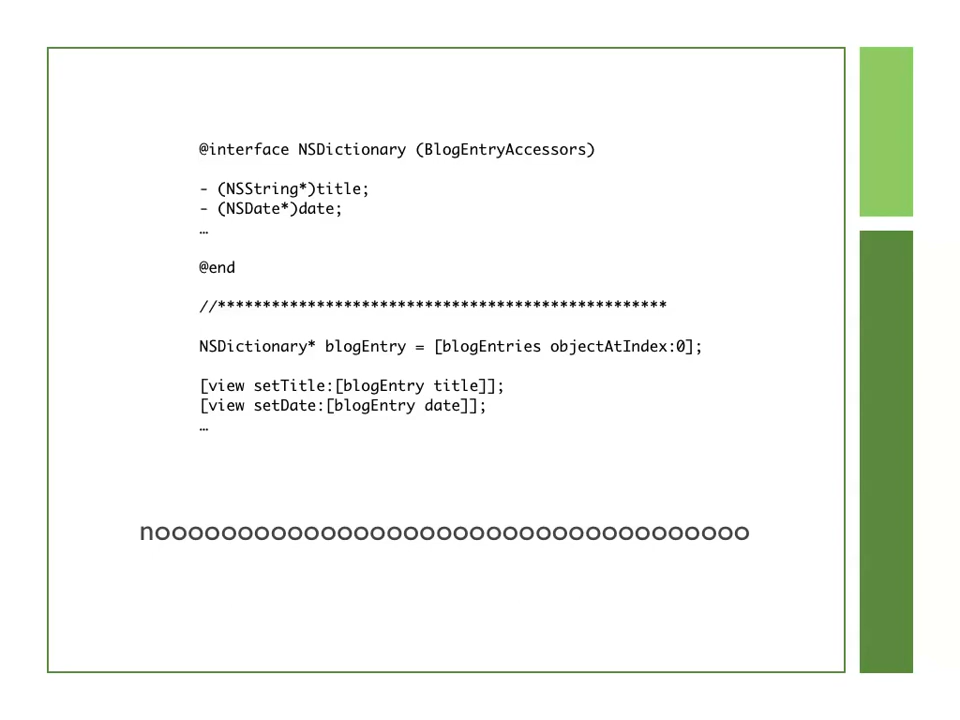 @interface NSDictionary (BlogEntryAccessors)
- (NSString*)title;
- (NSDate*)date;
…
@end
//**************************************************
NSDictionary* blogEntry = [blogEntries objectAtIndex:0];
[view setTitle:[blogEntry title]];
[view setDate:[blogEntry date]];
…
noooooooooooooooooooooooooooooooooooo